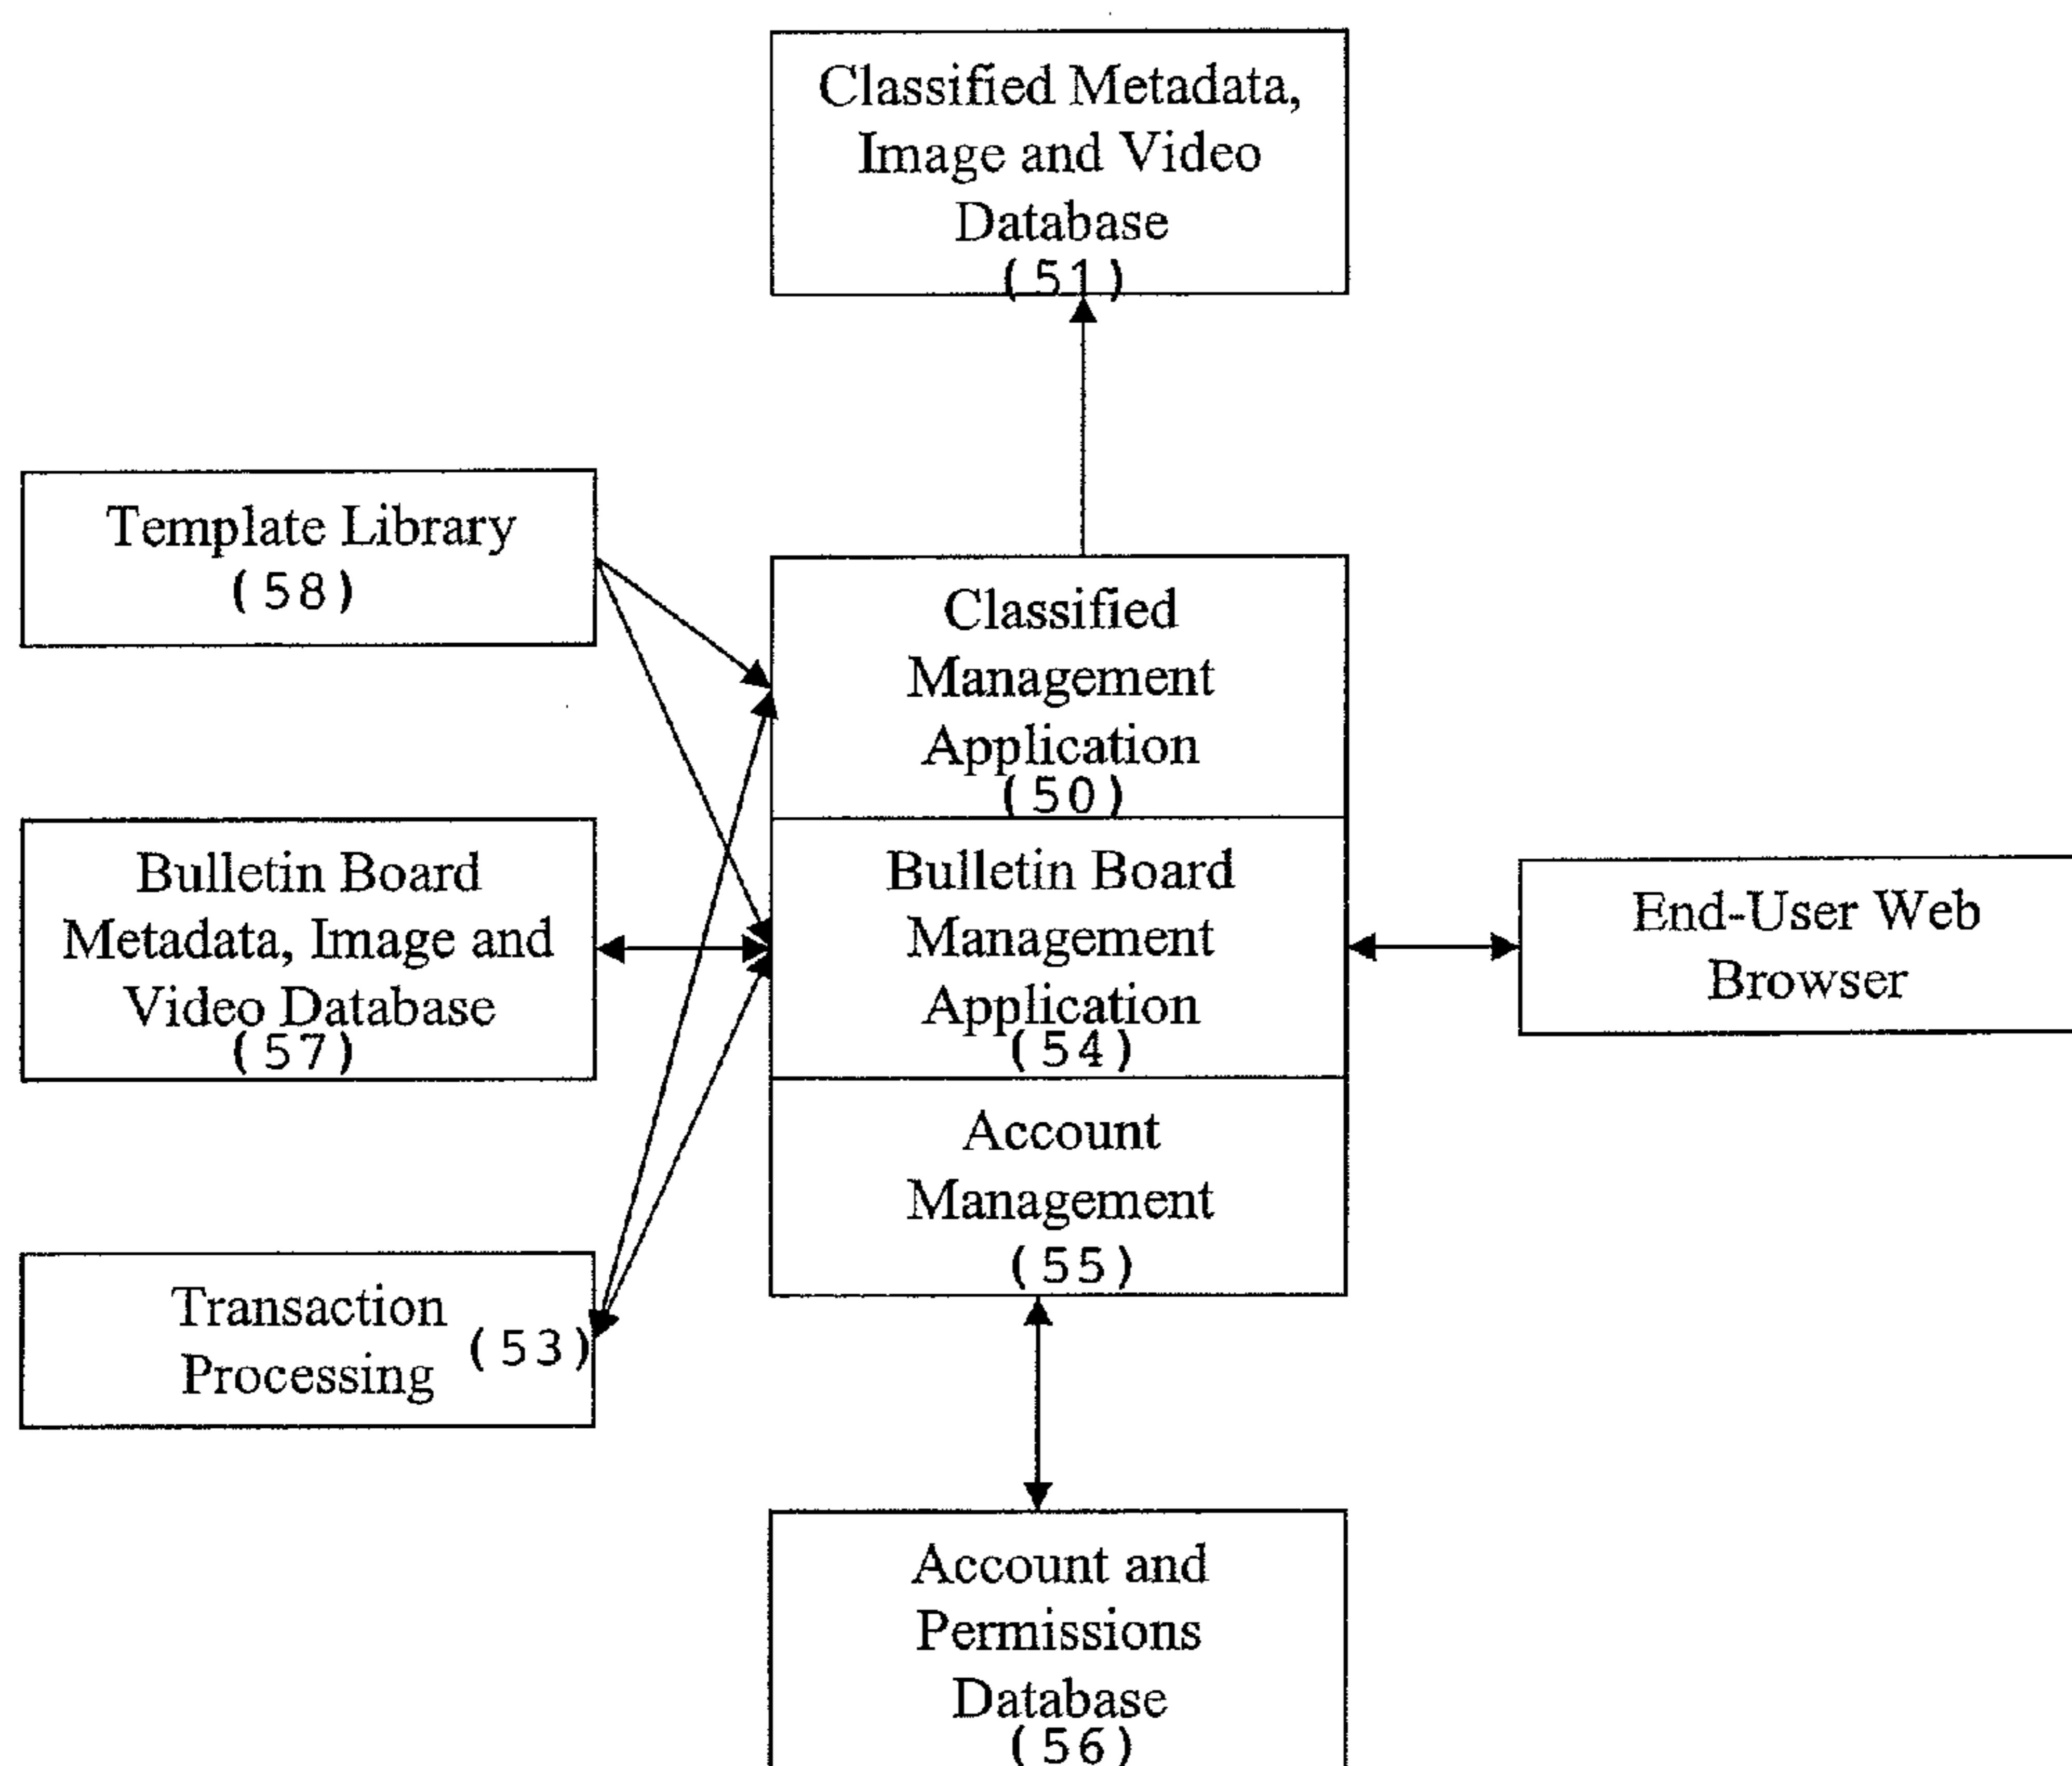 Classified Metadata,
Image and Video
Database
(51)
Template Library
(58)
Classified
Management
Application
(50)
Bulletin Board
Metadata, Image and
Video Database
(57)
Bulletin Board
Management
Application
(54)
End-User Web
Browser
Account
Management
(55)
Transaction
Processing
(53)
Account and
Permissions
Database
(56)